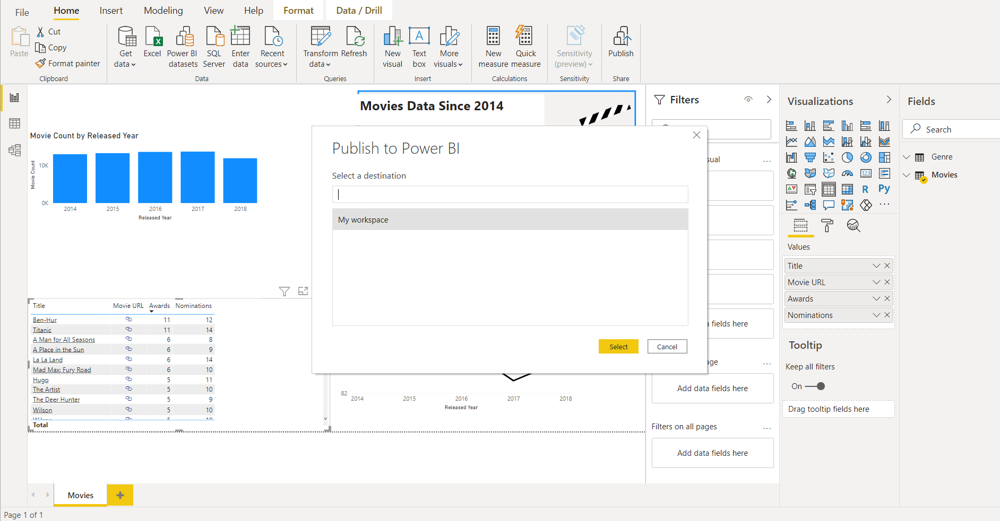 File
Home
Insert
Modeling
View
Help
Format
Data / Drill
Paste
Cut
Copy
Format painter
Clipboard
Get data
Excel
Power BI datasets
SQL Server
Enter data
Recent sources
Data
Transform data
Refresh
Queries
New visual
Text box
More visuals
Insert
New measure
Quick measure
Calculations
Sensitivity (preview)
Sensitivity
Publish
Share
Movies Data Since 2014
Movie Count by Released Year
Movie Count
10K
0K
2014 2015 2016 2017 2018
Released Year
Title Movie URL Awards Nominations
Ben-Hur 11 12
Titanic 11 14
A Man for All Seasons 6 8
A Place in the Sun 6 9
La La Land 6 14
Mad Max: Fury Road 6 10
Hugo 5 11
The Artist 5 10
The Deer Hunter 5 9
Wilson 5 10
Total
82
2014 2015 2016 2017 2018
Released Year
Publish to Power BI
Select a destination
My workspace
Select
Cancel
Filters
sual
...
fields here
ge
...
Add data fields here
Filters on all pages
...
Add data fields here
Visualizations
123
R
Py
...
Values
Title
Movie URL
Awards
Nominations
Tooltip
Keep all filters
On
Drag tooltip fields here
Fields
Search
Genre
Movies
Movies
Page 1 of 1